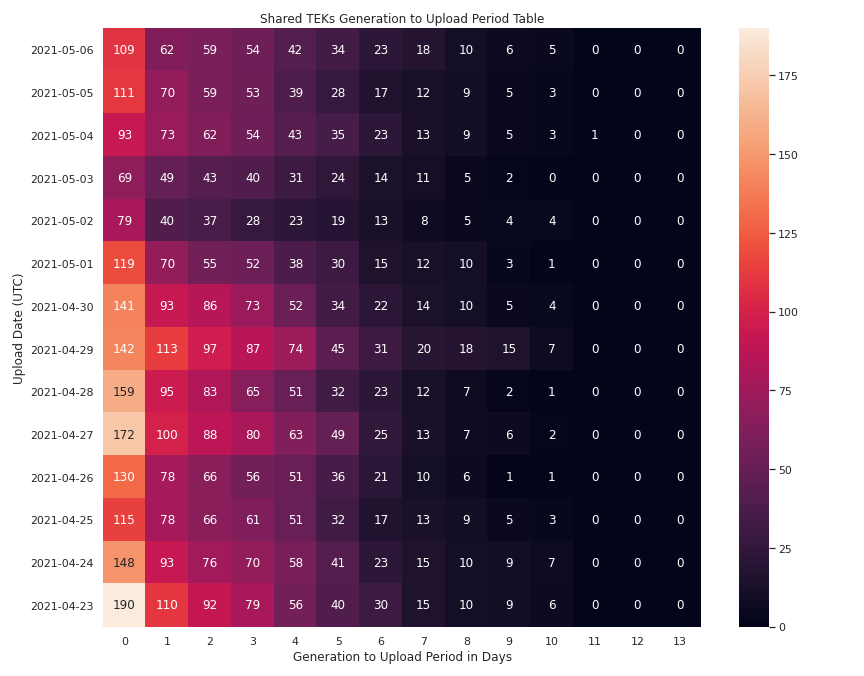 Shared TEKs Generation to Upload Period Table
Upload Date (UTC)
2021-05-06 109 62 59 54 42 34 23 18 10 6 5 0 0 0
2021-05-05 111 70 59 53 39 28 17 12 9 5 3 0 0 0
2021-05-04 93 73 62 54 43 35 23 13 9 5 3 1 0 0
2021-05-03 69 49 43 40 31 24 14 11 5 2 0 0 0 0
2021-05-02 79 40 37 28 23 19 13 8 5 4 4 0 0 0
2021-05-01 119 70 55 52 38 30 15 12 10 3 1 0 0 0
2021-04-30 141 93 86 73 52 34 22 14 10 5 4 0 0 0
2021-04-29 142 113 97 87 74 45 31 20 18 15 7 0 0 0
2021-04-28 159 95 83 65 51 32 23 12 7 2 1 0 0 0
2021-04-27 172 100 88 80 63 49 25 13 7 6 2 0 0 0
2021-04-26 130 78 66 56 51 36 21 10 6 1 1 0 0 0
2021-04-25 115 78 66 61 51 32 17 13 9 5 3 0 0 0
2021-04-24 148 93 76 70 58 41 23 15 10 9 7 0 0 0
2021-04-23 190 110 92 79 56 40 30 15 10 9 6 0 0 0
0 1 2 3 4 5 6 7 8 9 10 11 12 13
Generation to Upload Period in Days
175
150
125
100
75
50
25
0